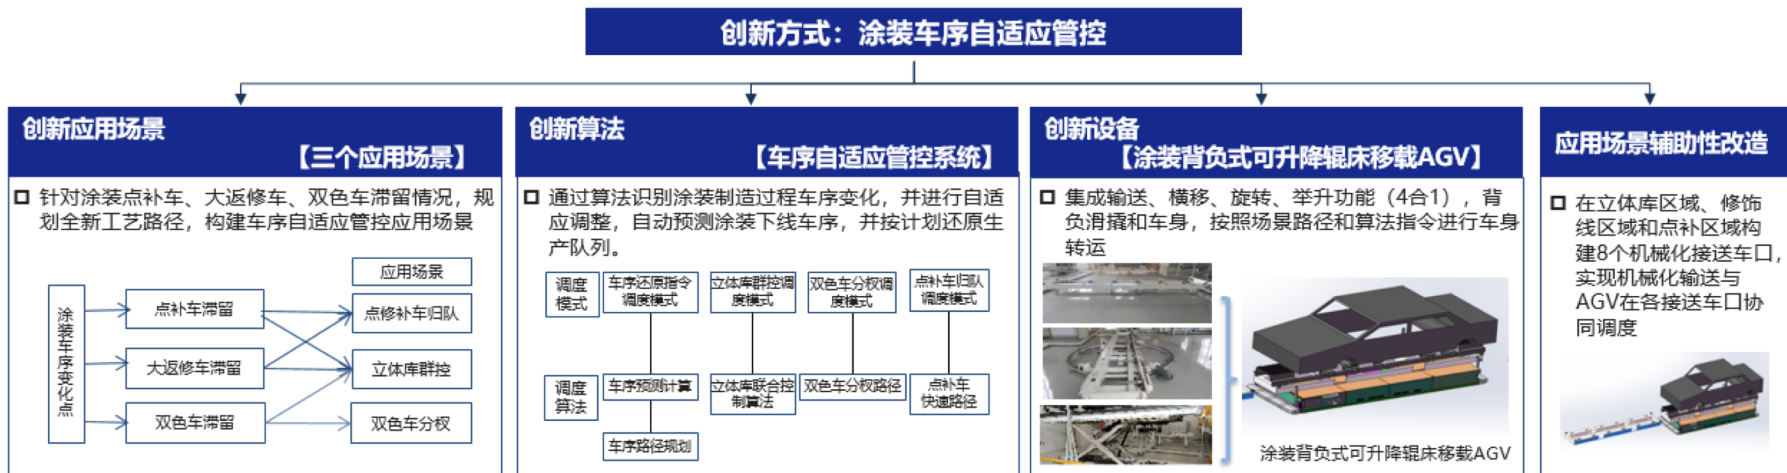 创新方式：涂装车序自适应管控
创新应用场景
【三个应用场景】
针对涂装点补车、大返修车、双色车滞留情况，规
划全新工艺路径，构建车序自适应管控应用场景
应用场景
涂装车序变化点
点补车滞留
点修补车归队
大返修车滞留
立体库群控
双色车滞留
双色车分权
创新算法
【车序自适应管控系统】
通过算法识别涂装制造过程车序变化，并进行自适
应调整，自动预测涂装下线车序，并按计划还原生
产队列。
调度
模式
车序还原指令
调度模式
立体库群控调
度模式
双色车分权调
度模式
点补车归队
调度模式
调度
算法
车序预测计算
立体库联合控
制算法
双色车分权路径
点补车
快速路径
车序路径规划
创新设备
【涂装背负式可升降辊床移载AGV】
集成输送、横移、旋转、举升功能（4合1），背
负滑撬和车身，按照场景路径和算法指令进行车身
转运
涂装背负式可升降辊床移载AGV
应用场景辅助性改造
在立体库区域、修饰
线区域和点补区域构
建8个机械化接送车口，
实现机械化输送与
AGV在各接送车口协
同调度